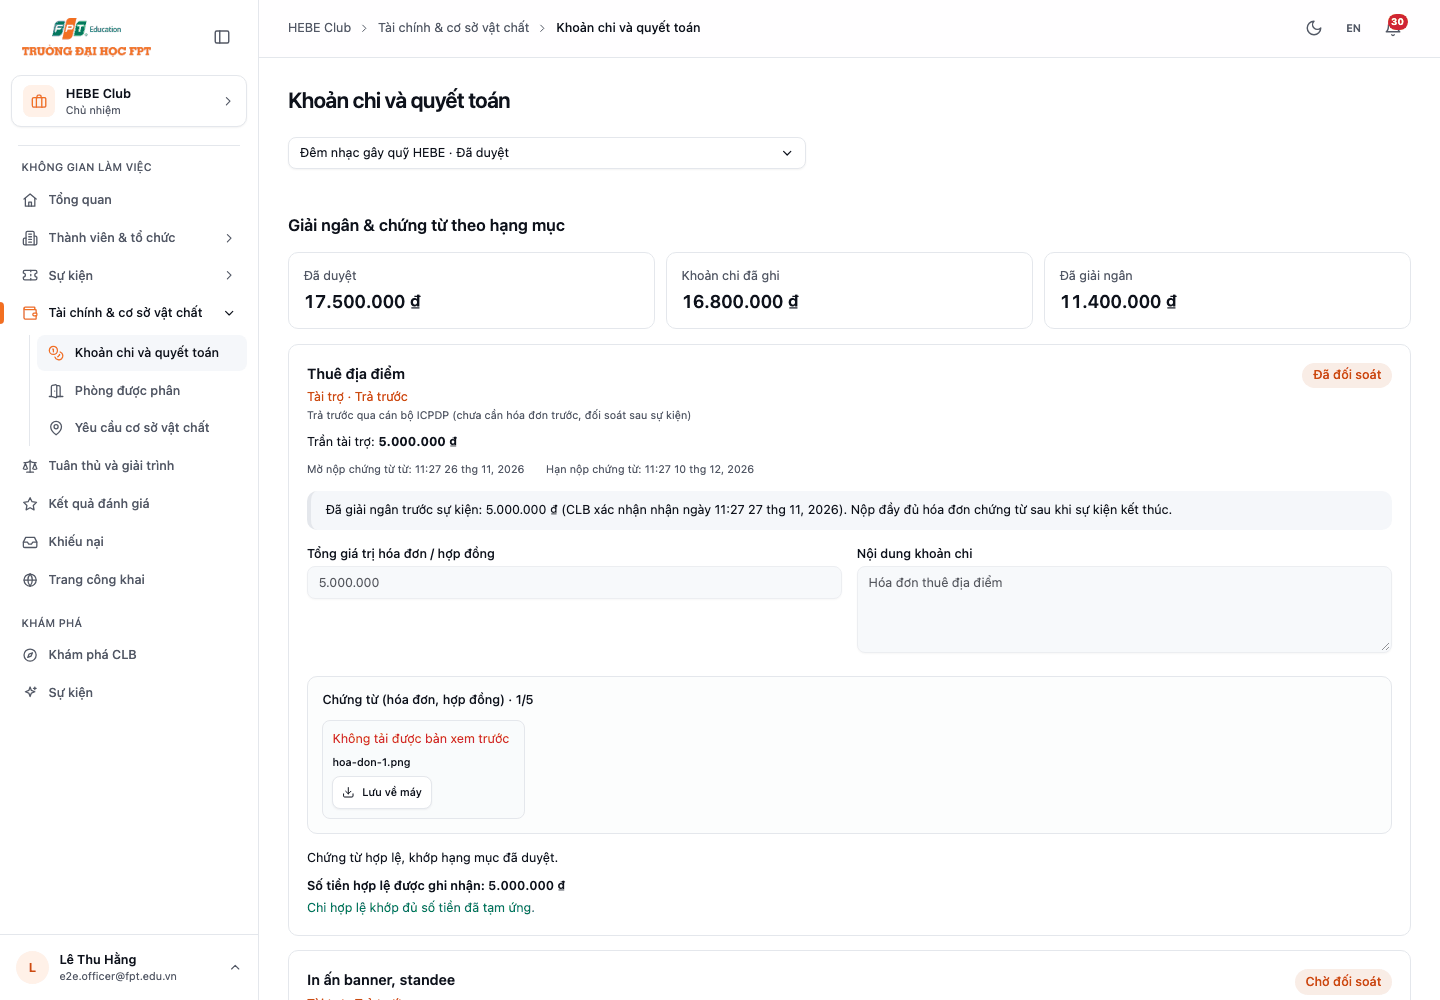 FPT Education
TRƯỜNG ĐẠI HỌC FPT
HEBE Club
Chủ nhiệm
KHÔNG GIAN LÀM VIỆC
Tổng quan
Thành viên & tổ chức
Sự kiện
Tài chính & cơ sở vật chất
Khoản chi và quyết toán
Phòng được phân
Yêu cầu cơ sở vật chất
Tuân thủ và giải trình
Kết quả đánh giá
Khiếu nại
Trang công khai
KHÁM PHÁ
Khám phá CLB
Sự kiện
L
Lê Thu Hằng
e2e.officer@fpt.edu.vn
HEBE Club > Tài chính & cơ sở vật chất > Khoản chi và quyết toán
EN
30
Khoản chi và quyết toán
Đêm nhạc gây quỹ HEBE · Đã duyệt
Giải ngân & chứng từ theo hạng mục
Đã duyệt
17.500.000 ₫
Khoản chi đã ghi
16.800.000 ₫
Đã giải ngân
11.400.000 ₫
Thuê địa điểm
Đã đối soát
Tài trợ · Trả trước
Trả trước qua cán bộ ICPDP (chưa cần hóa đơn trước, đối soát sau sự kiện)
Trần tài trợ: 5.000.000 ₫
Mở nộp chứng từ từ: 11:27 26 thg 11, 2026 Hạn nộp chứng từ: 11:27 10 thg 12, 2026
Đã giải ngân trước sự kiện: 5.000.000 ₫ (CLB xác nhận nhận ngày 11:27 27 thg 11, 2026). Nộp đầy đủ hóa đơn chứng từ sau khi sự kiện kết thúc.
Tổng giá trị hóa đơn / hợp đồng
5.000.000
Nội dung khoản chi
Hóa đơn thuê địa điểm
Chứng từ (hóa đơn, hợp đồng) · 1/5
Không tải được bản xem trước
hoa-don-1.png
Lưu về máy
Chứng từ hợp lệ, khớp hạng mục đã duyệt.
Số tiền hợp lệ được ghi nhận: 5.000.000 ₫
Chi hợp lệ khớp đủ số tiền đã tạm ứng.
In ấn banner, standee
Chờ đối soát